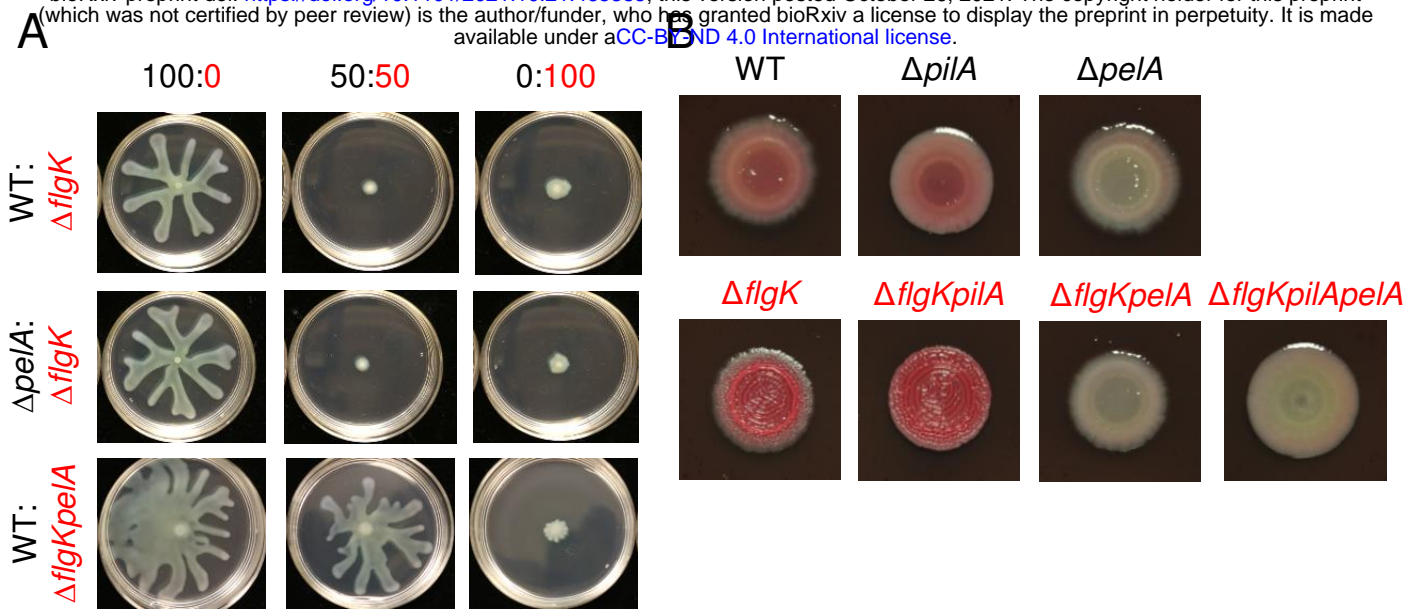 (which was not certified by peer review) is the author/funder, who has granted bioRxiv a license to display the preprint in perpetuity. It is made
available under aCC-BY-ND 4.0 International license.
A
B
100:0
50:50
0:100
WT:
ΔflgK
ΔpelA:
ΔflgK
WT:
ΔflgKpelA
WT
ΔpilA
ΔpelA
ΔflgK
ΔflgKpilA
ΔflgKpelA
ΔflgKpilApelA